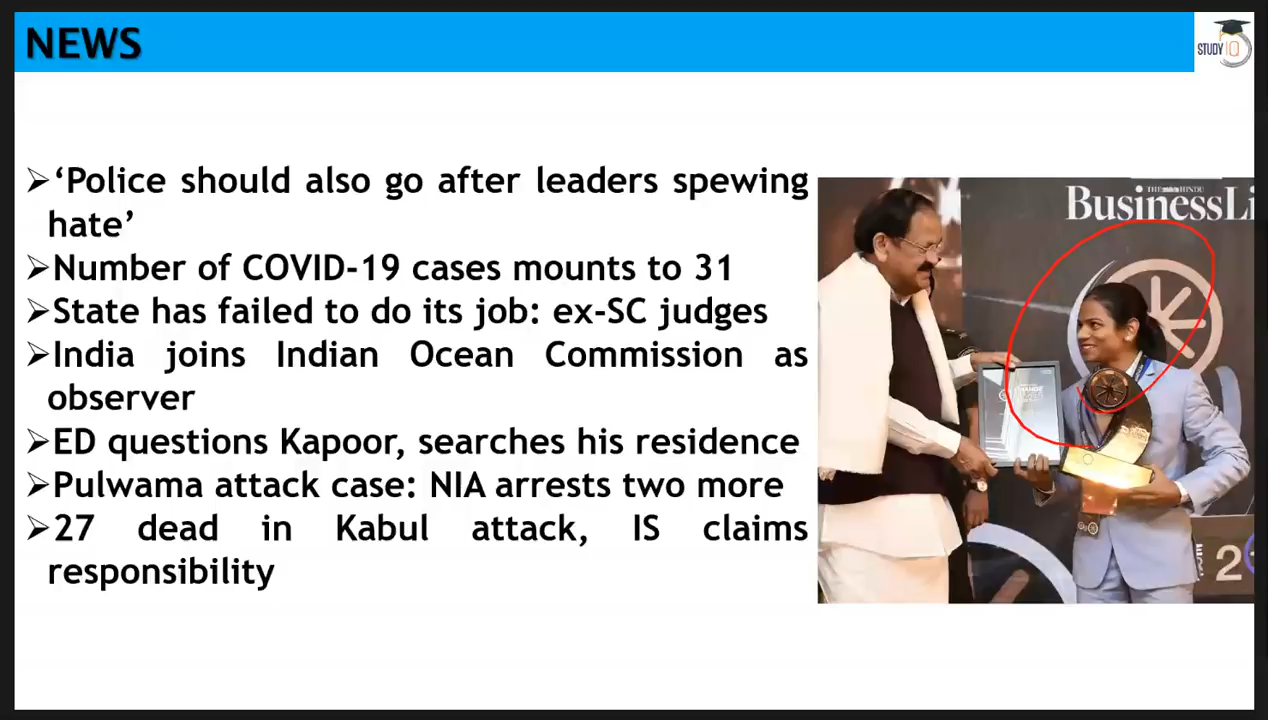 NEWS
STUDY IQ
➢‘Police should also go after leaders spewing
hate’
➢Number of COVID-19 cases mounts to 31
➢State has failed to do its job: ex-SC judges
➢India joins Indian Ocean Commission as
observer
➢ED questions Kapoor, searches his residence
➢Pulwama attack case: NIA arrests two more
➢27 dead in Kabul attack, IS claims
responsibility
THE HINDU
BusinessLi
2